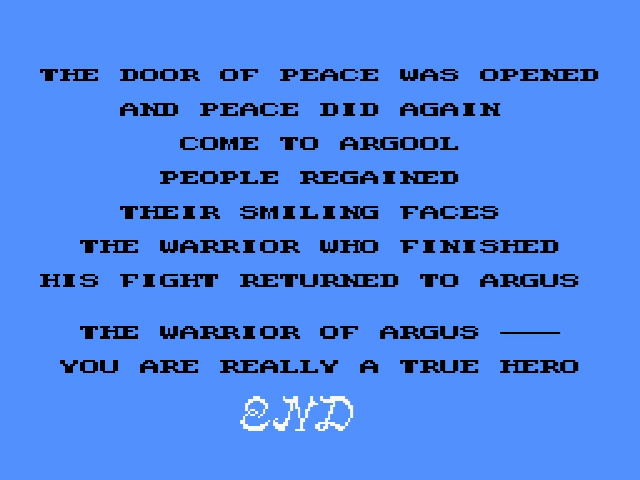 THE DOOR OF PEACE WAS OPENED
AND PEACE DID AGAIN
COME TO ARGOOL
PEOPLE REGAINED
THEIR SMILING FACES
THE WARRIOR WHO FINISHED
HIS FIGHT RETURNED TO ARGUS
THE WARRIOR OF ARGUS ───
YOU ARE REALLY A TRUE HERO
END